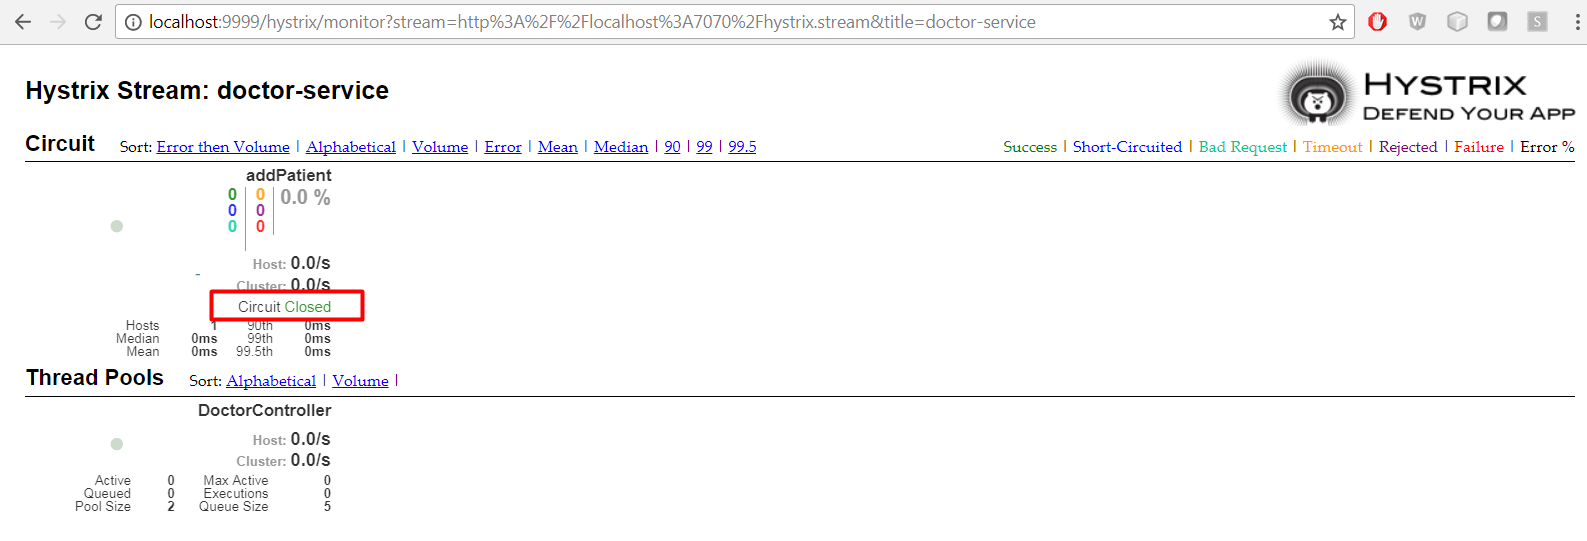 localhost:9999/hystrix/monitor?stream=http%3A%2F%2Flocalhost%3A7070%2Fhystrix.stream&title=doctor-service
W
S
Hystrix Stream: doctor-service
HYSTRIX
DEFEND YOUR APP
Circuit Sort: Error then Volume | Alphabetical | Volume | Error | Mean | Median | 90 | 99 | 99.5
Success | Short-Circuited | Bad Request | Timeout | Rejected | Failure | Error %
addPatient
0 0 0.0 %
0 0
0 0
Host: 0.0/s
Cluster: 0.0/s
Circuit Closed
Hosts 1 90th 0ms
Median 0ms 99th 0ms
Mean 0ms 99.5th 0ms
Thread Pools Sort: Alphabetical | Volume |
DoctorController
Host: 0.0/s
Cluster: 0.0/s
Active 0 Max Active 0
Queued 0 Executions 0
Pool Size 2 Queue Size 5